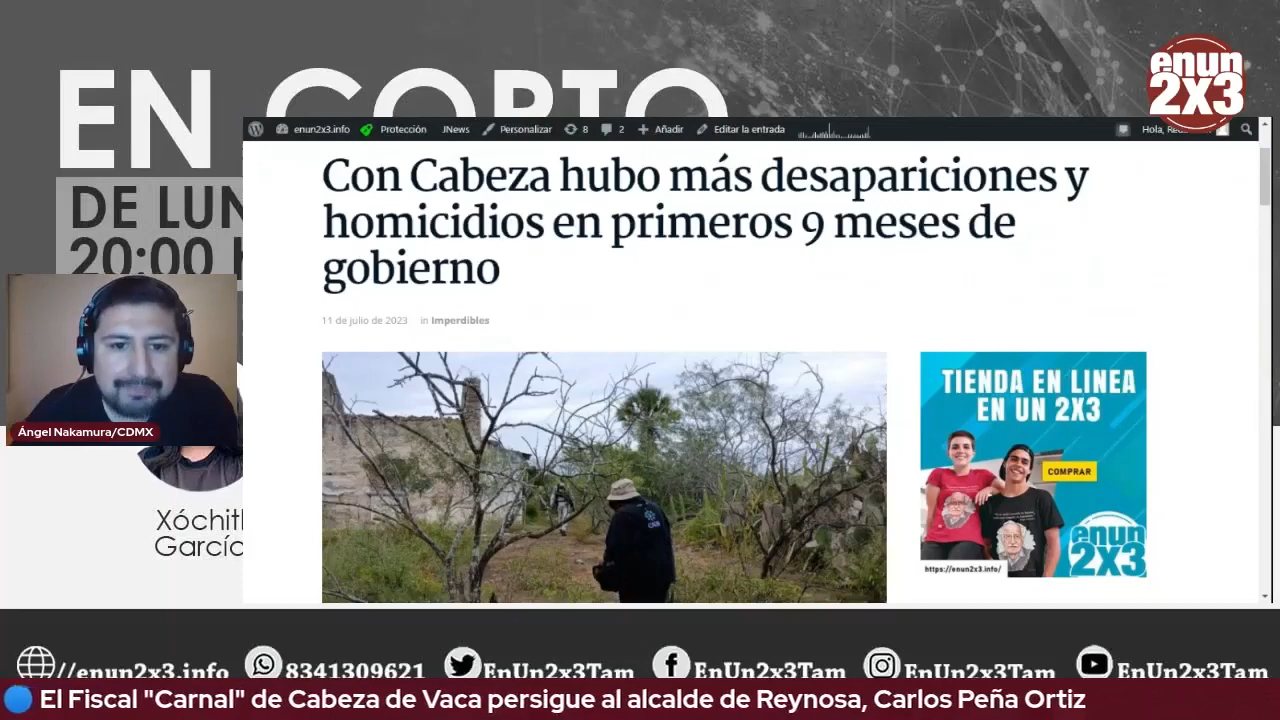 EN CORTO
enun
2x3
enun2x3.info Protección JNews Personalizar 8 2 Añadir Editar la entrada
Con Cabeza hubo más desapariciones y
homicidios en primeros 9 meses de
gobierno
DE LUN
20:00
11 de julio de 2023 in Imperdibles
TIENDA EN LINEA
EN UN 2X3
COMPRAR
enun
2X3
https://enun2x3.info/
Ángel Nakamura/CDMX
Xóchitl
García
//enun2x3.info 8341309621 EnUn2x3Tam EnUn2x3Tam EnUn2x3Tam EnUn2x3Tam
El Fiscal "Carnal" de Cabeza de Vaca persigue al alcalde de Reynosa, Carlos Peña Ortiz